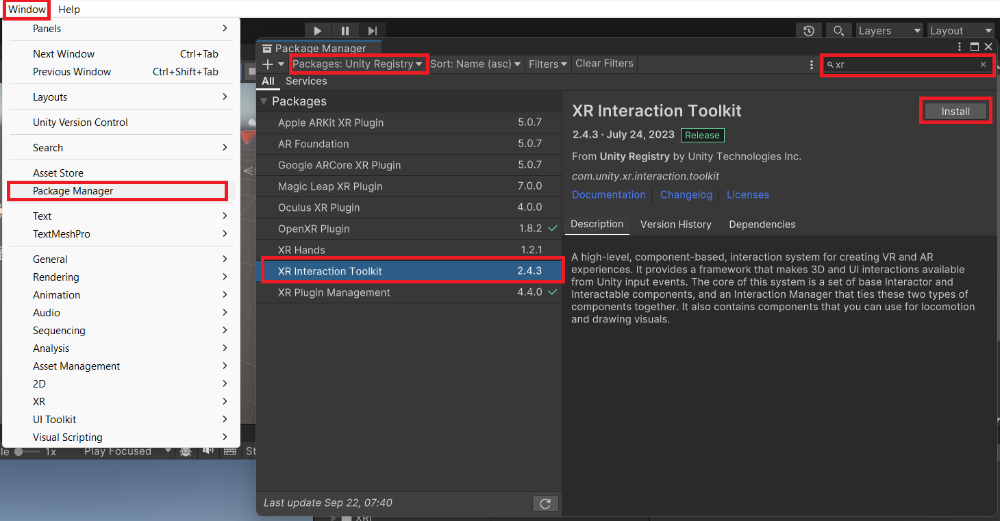 Window Help
Panels
Next Window Ctrl+Tab
Previous Window Ctrl+Shift+Tab
Layouts
Unity Version Control
Search
Asset Store
Package Manager
Text
TextMeshPro
General
Rendering
Animation
Audio
Sequencing
Analysis
Asset Management
2D
XR
UI Toolkit
Visual Scripting
Layers
Layout
Package Manager
Packages: Unity Registry
Sort: Name (asc)
Filters
Clear Filters
xr
All Services
Packages
Apple ARKit XR Plugin 5.0.7
AR Foundation 5.0.7
Google ARCore XR Plugin 5.0.7
Magic Leap XR Plugin 7.0.0
Oculus XR Plugin 4.0.0
OpenXR Plugin 1.8.2
XR Hands 1.2.1
XR Interaction Toolkit 2.4.3
XR Plugin Management 4.4.0
Last update Sep 22, 07:40
XR Interaction Toolkit
Install
2.4.3 · July 24, 2023 Release
From Unity Registry by Unity Technologies Inc.
com.unity.xr.interaction.toolkit
Documentation Changelog Licenses
Description Version History Dependencies
A high-level, component-based, interaction system for creating VR and AR
experiences. It provides a framework that makes 3D and UI interactions available
from Unity input events. The core of this system is a set of base Interactor and
Interactable components, and an Interaction Manager that ties these two types of
components together. It also contains components that you can use for locomotion
and drawing visuals.
le 1x Play Focused St